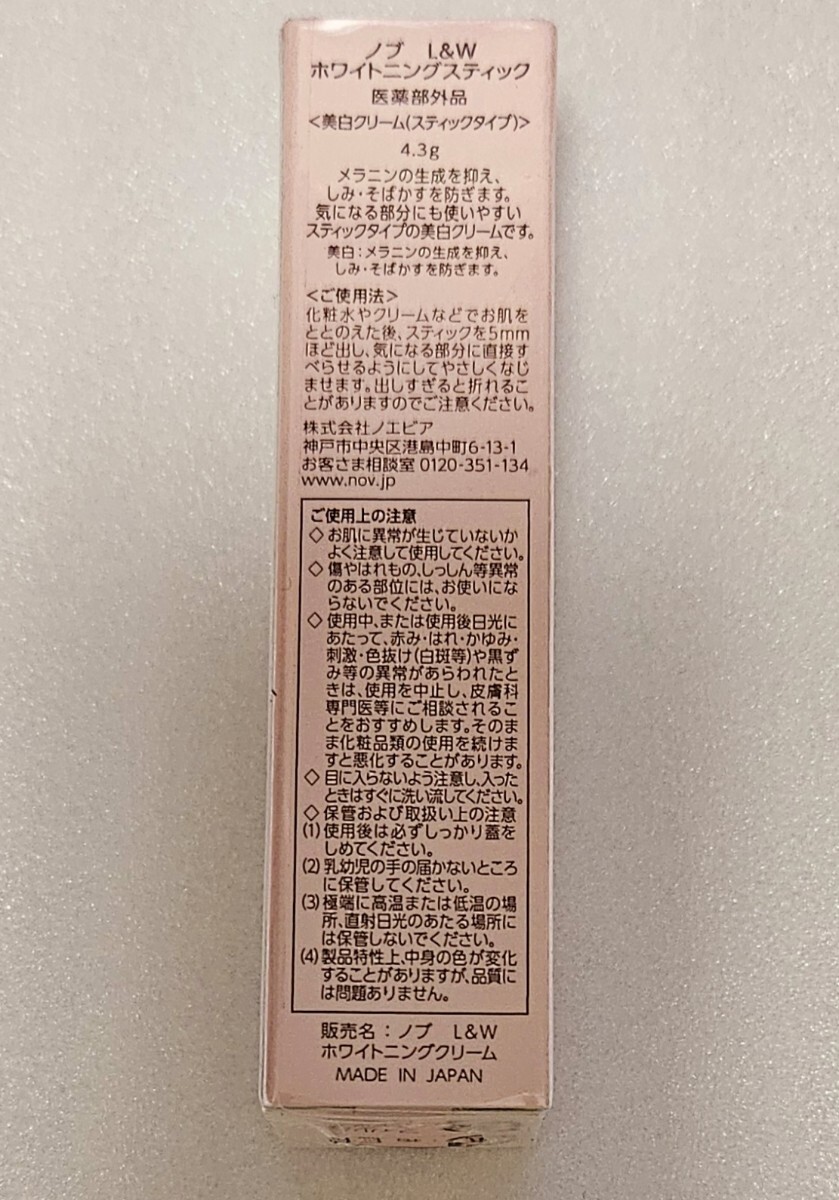 ノブ L&W
ホワイトニングスティック
医薬部外品
<美白クリーム(スティックタイプ)>
4.3g
メラニンの生成を抑え、
しみ・そばかすを防ぎます。
気になる部分にも使いやすい
スティックタイプの美白クリームです。
美白:メラニンの生成を抑え、
しみ・そばかすを防ぎます。
<ご使用法>
化粧水やクリームなどでお肌を
ととのえた後、スティックを5mm
ほど出し、気になる部分に直接す
べらせるようにしてやさしくなじ
ませます。出しすぎると折れるこ
とがありますのでご注意ください。
株式会社ノエビア
神戸市中央区港島中町6-13-1
お客さま相談室 0120-351-134
www.nov.jp
ご使用上の注意
◇ お肌に異常が生じていないか
よく注意して使用してください。
◇ 傷やはれもの、しっしん等異常
のある部位には、お使いにな
らないでください。
◇ 使用中、または使用後日光に
あたって、赤み・はれ・かゆみ・
刺激・色抜け(白斑等)や黒ず
み等の異常があらわれたと
きは、使用を中止し、皮膚科
専門医等にご相談されるこ
とをおすすめします。そのま
ま化粧品類の使用を続けま
すと悪化することがあります。
◇ 目に入らないよう注意し、入った
ときはすぐに洗い流してください。
◇ 保管および取扱い上の注意
(1) 使用後は必ずしっかり蓋を
しめてください。
(2) 乳幼児の手の届かないところ
に保管してください。
(3) 極端に高温または低温の場
所、直射日光のあたる場所に
は保管しないでください。
(4) 製品特性上、中身の色が変化
することがありますが、品質に
は問題ありません。
販売名:ノブ L&W
ホワイトニングクリーム
MADE IN JAPAN